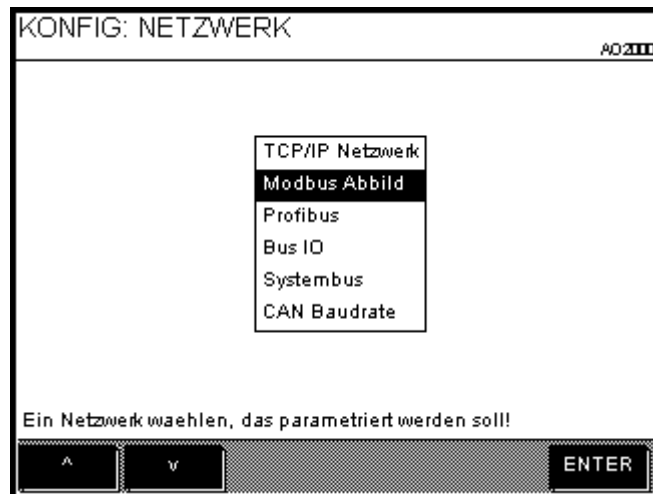 KONFIG: NETZWERK
AO2000
TCP/IP Netzwerk
Modbus Abbild
Profibus
Bus IO
Systembus
CAN Baudrate
Ein Netzwerk waehlen, das parametriert werden soll!
^ v ENTER